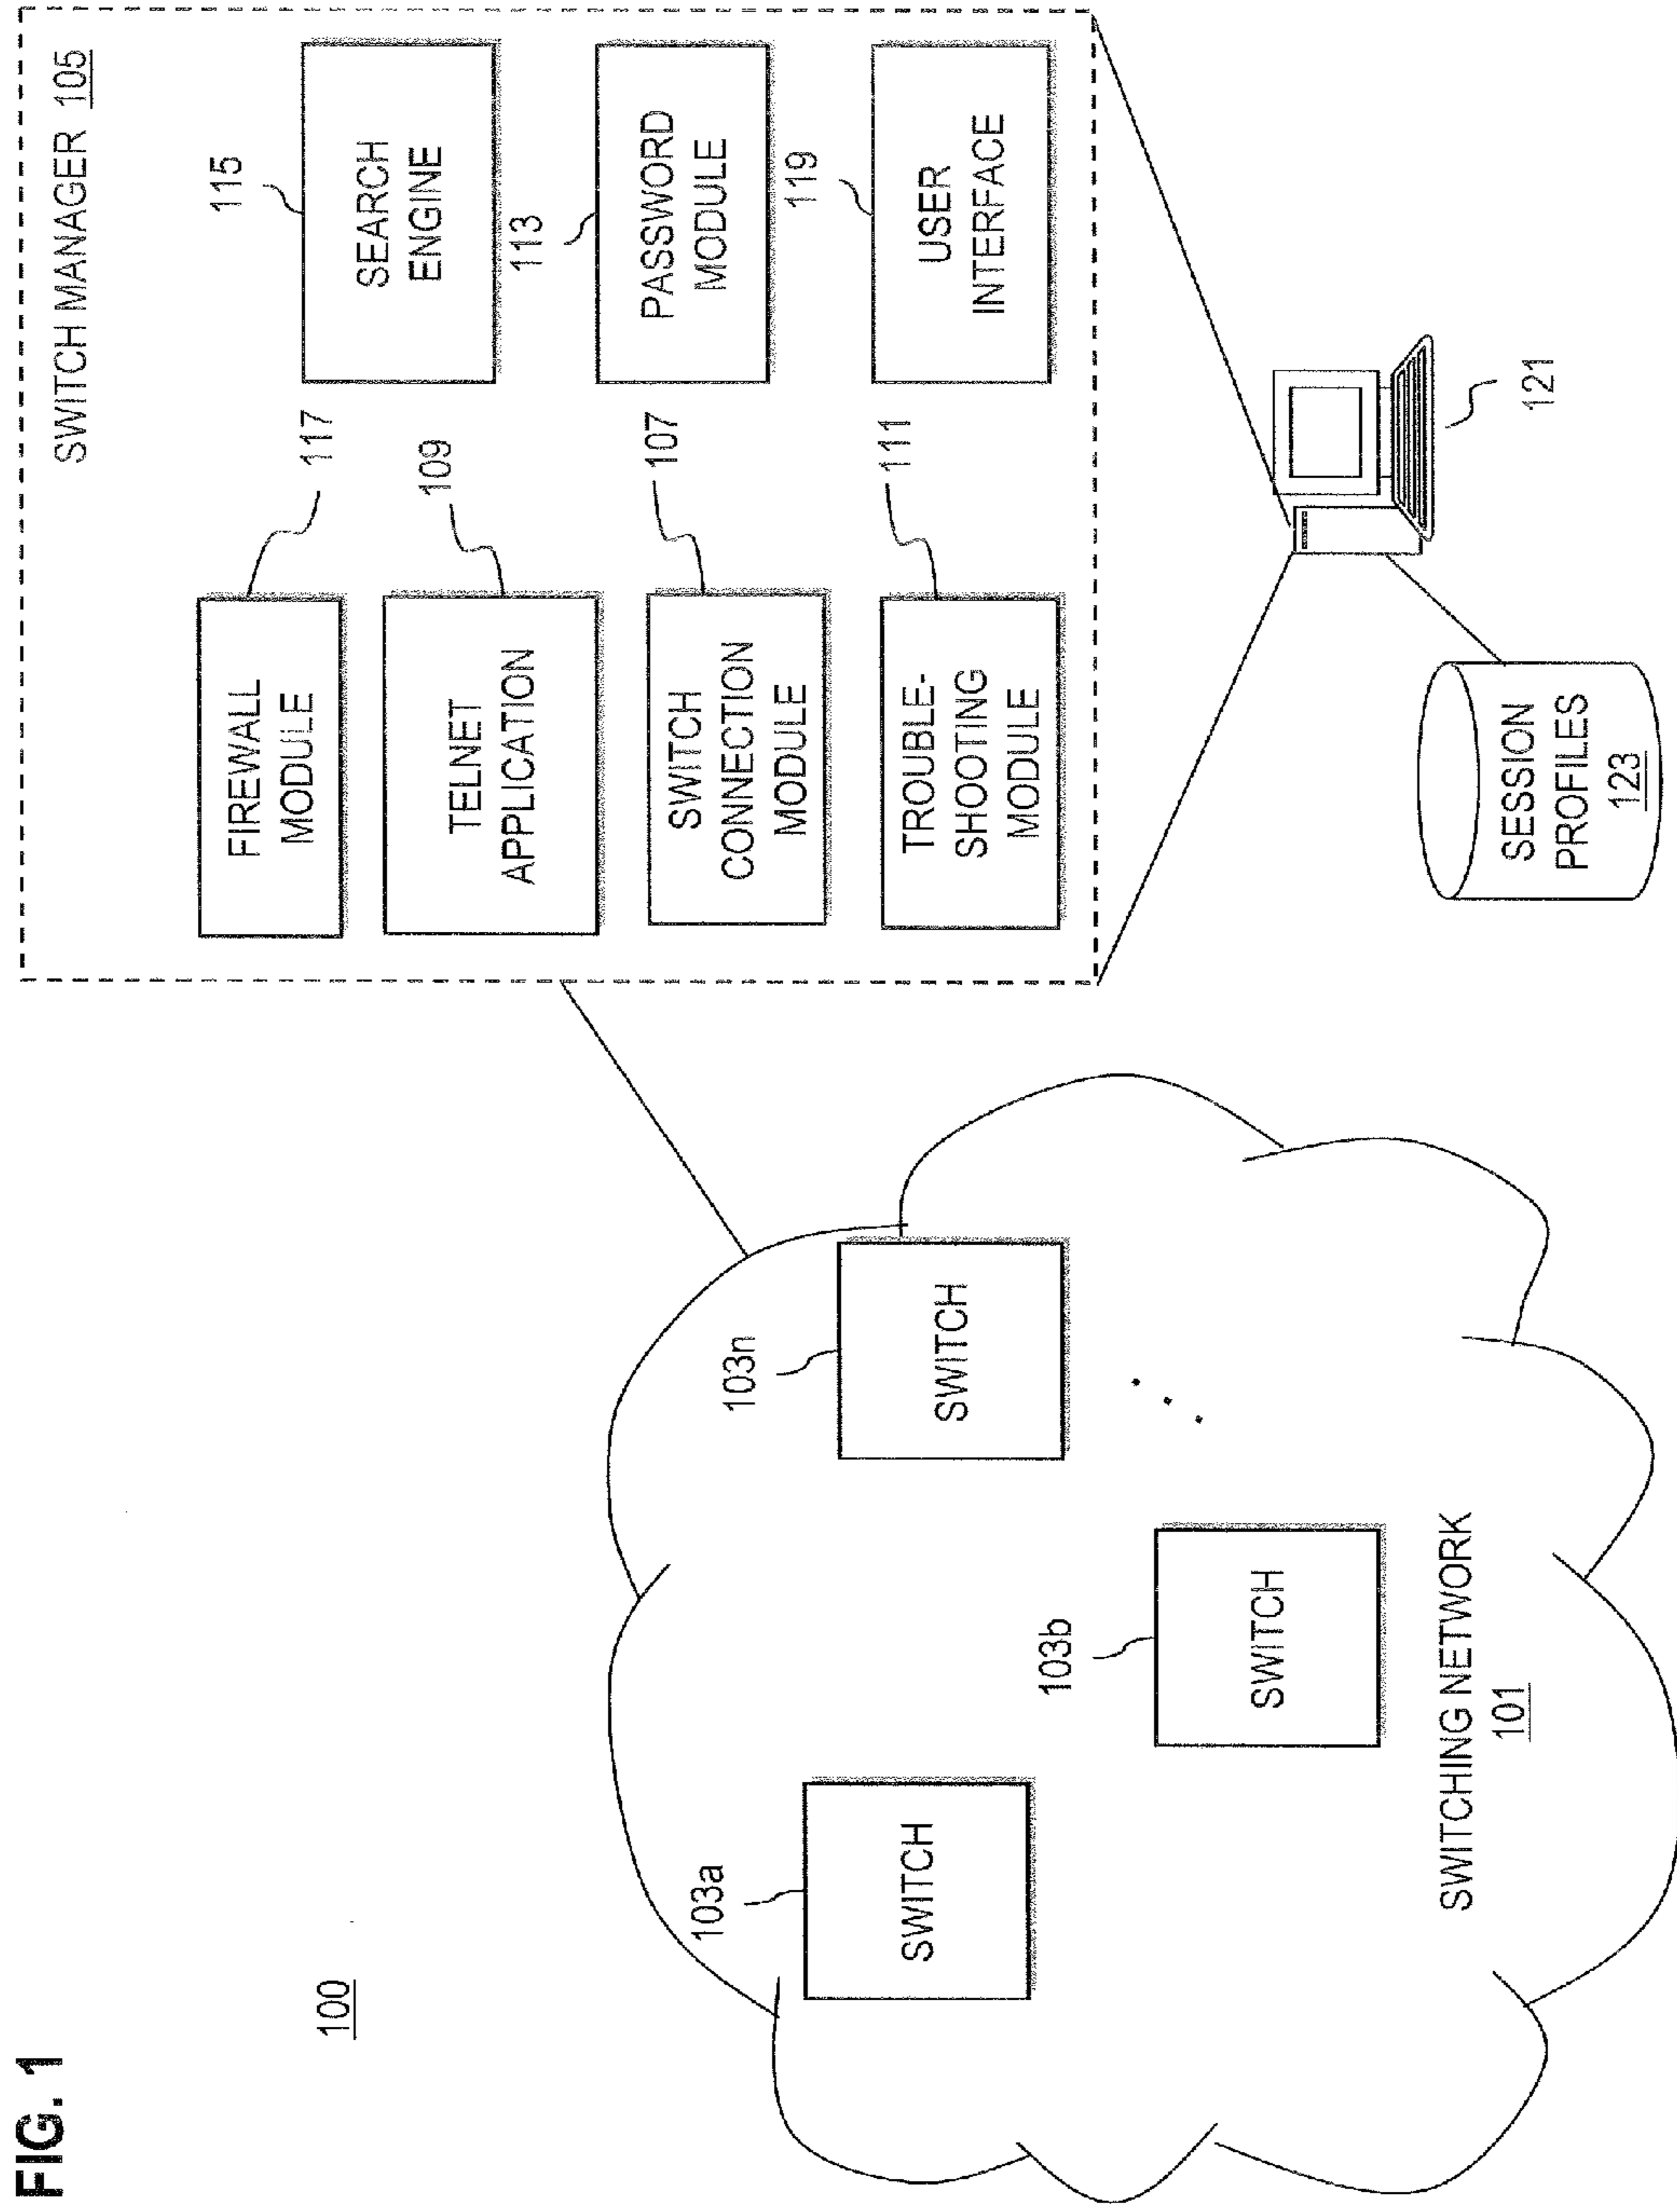 FIG. 1
100
SWITCH MANAGER 105
117
FIREWALL
MODULE
115
SEARCH
ENGINE
109
TELNET
APPLICATION
113
PASSWORD
MODULE
107
SWITCH
CONNECTION
MODULE
119
USER
INTERFACE
111
TROUBLE-
SHOOTING
MODULE
103a
SWITCH
103b
SWITCH
103n
SWITCH
. . .
SWITCHING NETWORK
101
121
SESSION
PROFILES
123